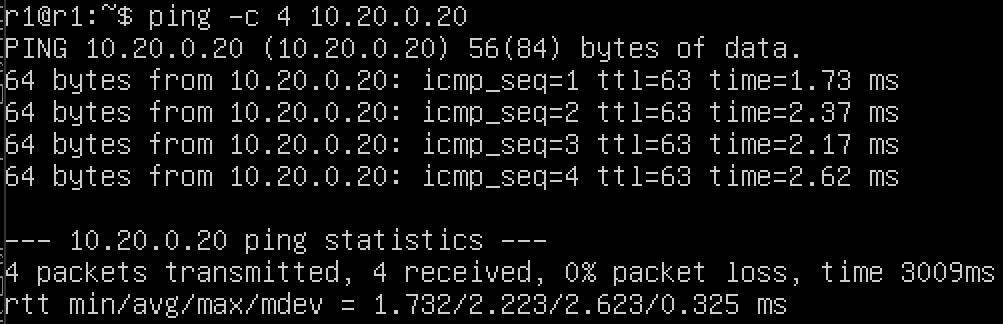 r1@r1:~$ ping -c 4 10.20.0.20
PING 10.20.0.20 (10.20.0.20) 56(84) bytes of data.
64 bytes from 10.20.0.20: icmp_seq=1 ttl=63 time=1.73 ms
64 bytes from 10.20.0.20: icmp_seq=2 ttl=63 time=2.37 ms
64 bytes from 10.20.0.20: icmp_seq=3 ttl=63 time=2.17 ms
64 bytes from 10.20.0.20: icmp_seq=4 ttl=63 time=2.62 ms

--- 10.20.0.20 ping statistics ---
4 packets transmitted, 4 received, 0% packet loss, time 3009ms
rtt min/avg/max/mdev = 1.732/2.223/2.623/0.325 ms